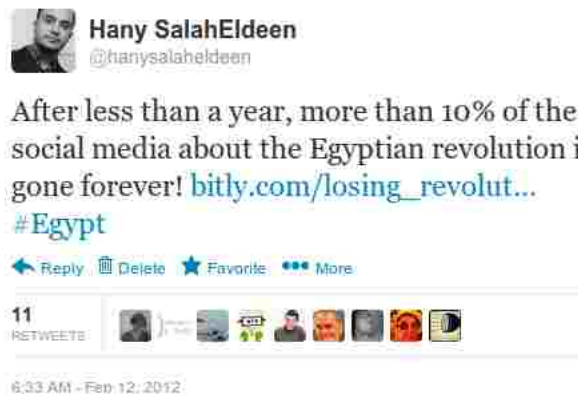 Hany SalahEldeen
@hanysalaheldeen
After less than a year, more than 10% of the
social media about the Egyptian revolution i
gone forever! bitly.com/losing_revolut...
#Egypt
Reply Delete Favorite More
11
RETWEETS
6:33 AM - Feb 12, 2012